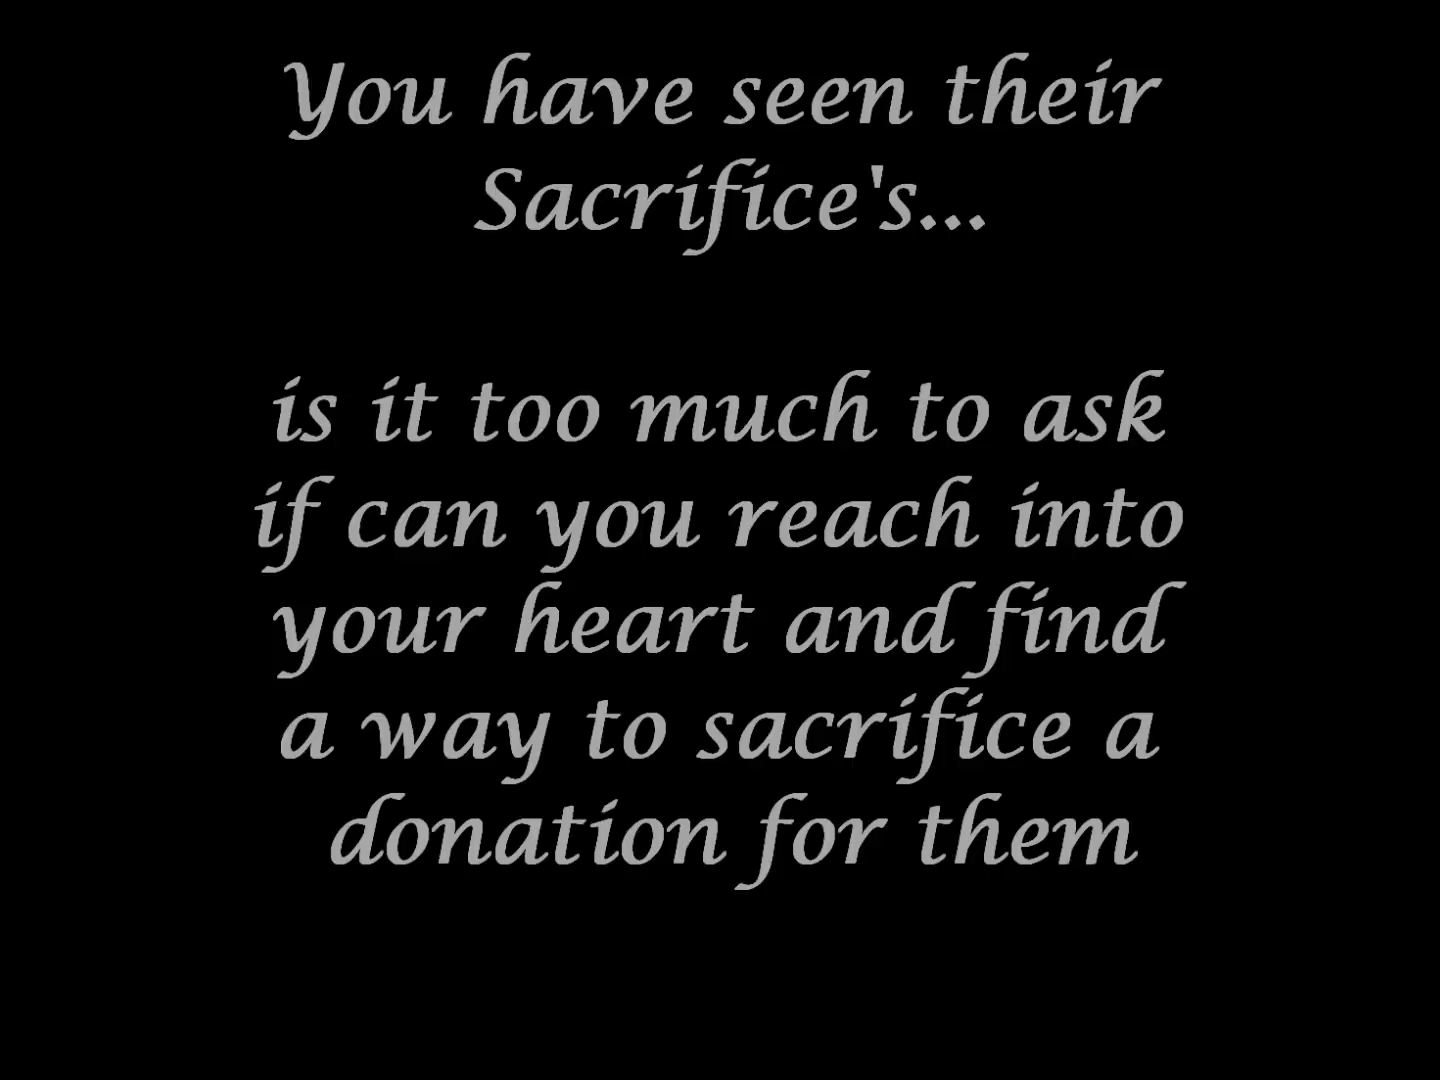 You have seen their
Sacrifice's...
is it too much to ask
if can you reach into
your heart and find
a way to sacrifice a
donation for them